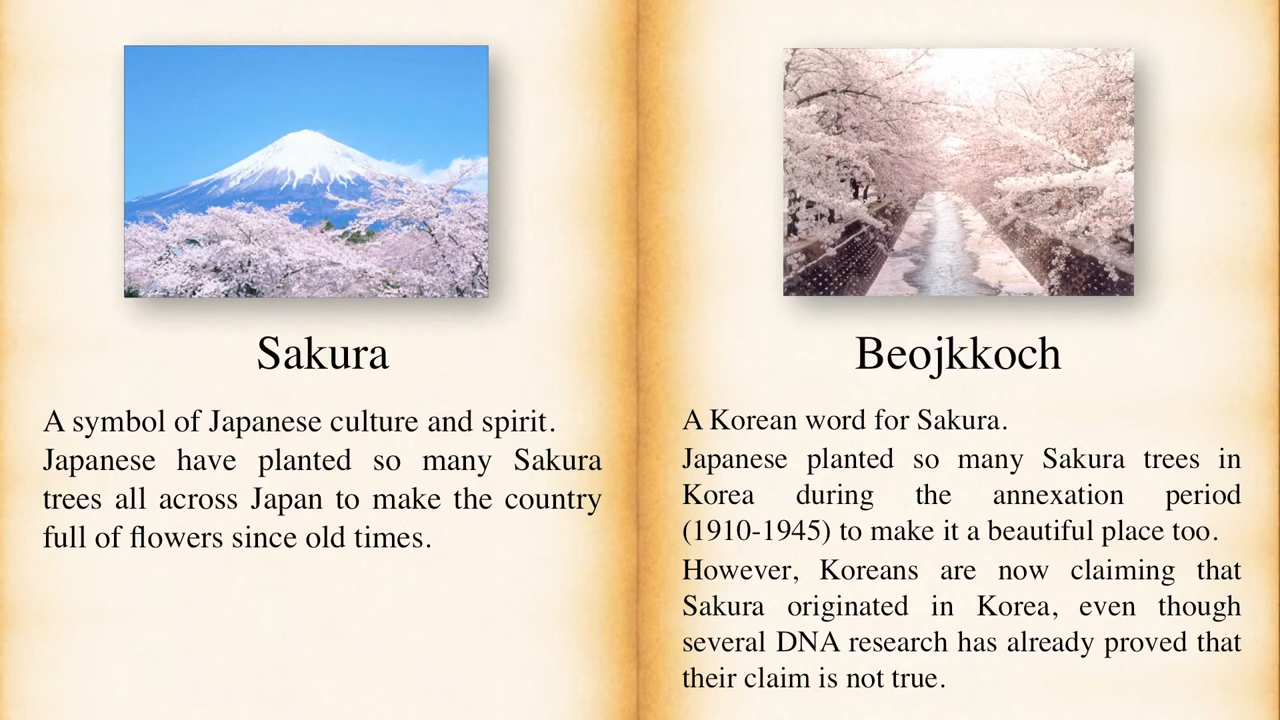 Sakura
A symbol of Japanese culture and spirit.
Japanese have planted so many Sakura
trees all across Japan to make the country
full of flowers since old times.
Beojkkoch
A Korean word for Sakura.
Japanese planted so many Sakura trees in
Korea during the annexation period
(1910-1945) to make it a beautiful place too.
However, Koreans are now claiming that
Sakura originated in Korea, even though
several DNA research has already proved that
their claim is not true.